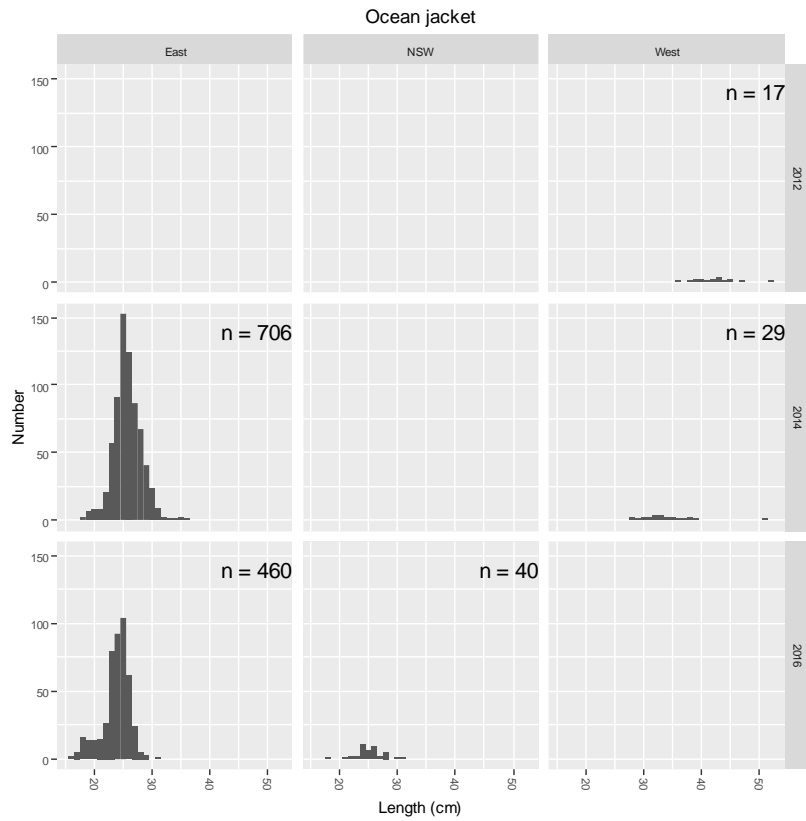 Ocean jacket
East
NSW
West
150
100
50
0
n = 17
2012
150
100
50
0
n = 706
n = 29
2014
150
100
50
0
n = 460
n = 40
2016
Number
20
30
40
50
20
30
40
50
20
30
40
50
Length (cm)